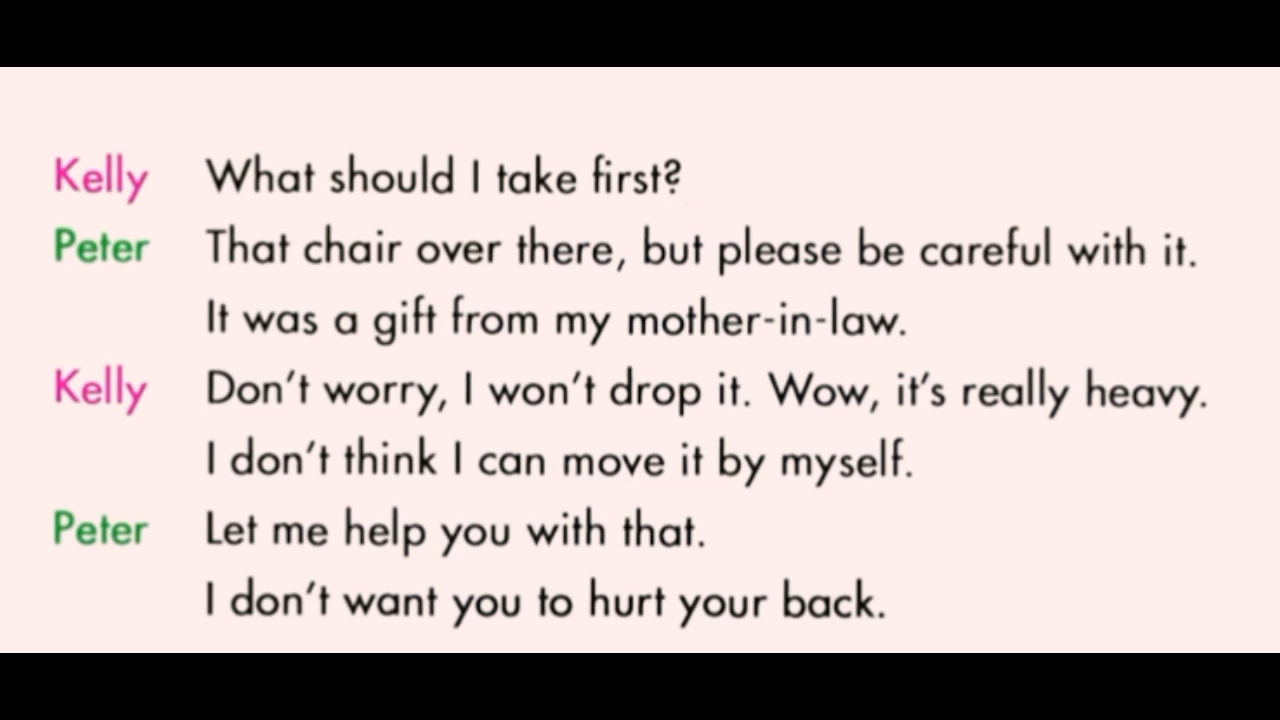 Kelly What should I take first?
Peter That chair over there, but please be careful with it.
It was a gift from my mother-in-law.
Kelly Don't worry, I won't drop it. Wow, it's really heavy.
I don't think I can move it by myself.
Peter Let me help you with that.
I don't want you to hurt your back.